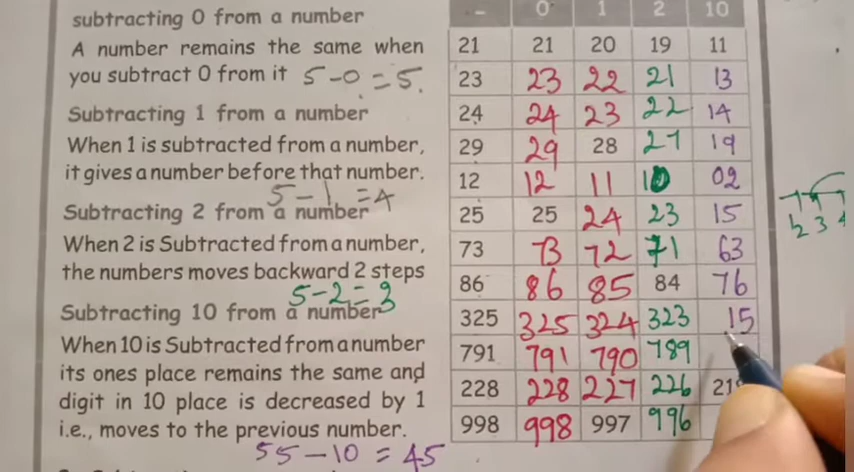 subtracting 0 from a number
A number remains the same when
you subtract 0 from it 5-0=5.
Subtracting 1 from a number
When 1 is subtracted from a number,
it gives a number before that number.
5-1=4
Subtracting 2 from a number
When 2 is Subtracted from a number,
the numbers moves backward 2 steps
5-2=3
Subtracting 10 from a number
When 10 is Subtracted from a number
its ones place remains the same and
digit in 10 place is decreased by 1
i.e., moves to the previous number.
55-10=45
- 0 1 2 10
21 21 20 19 11
23 23 22 21 13
24 24 23 22 14
29 29 28 27 19
12 12 11 10 02
25 25 24 23 15
73 73 72 71 63
86 86 85 84 76
325 325 324 323 15
791 791 790 789
228 228 227 226
998 998 997 996
2 3 4